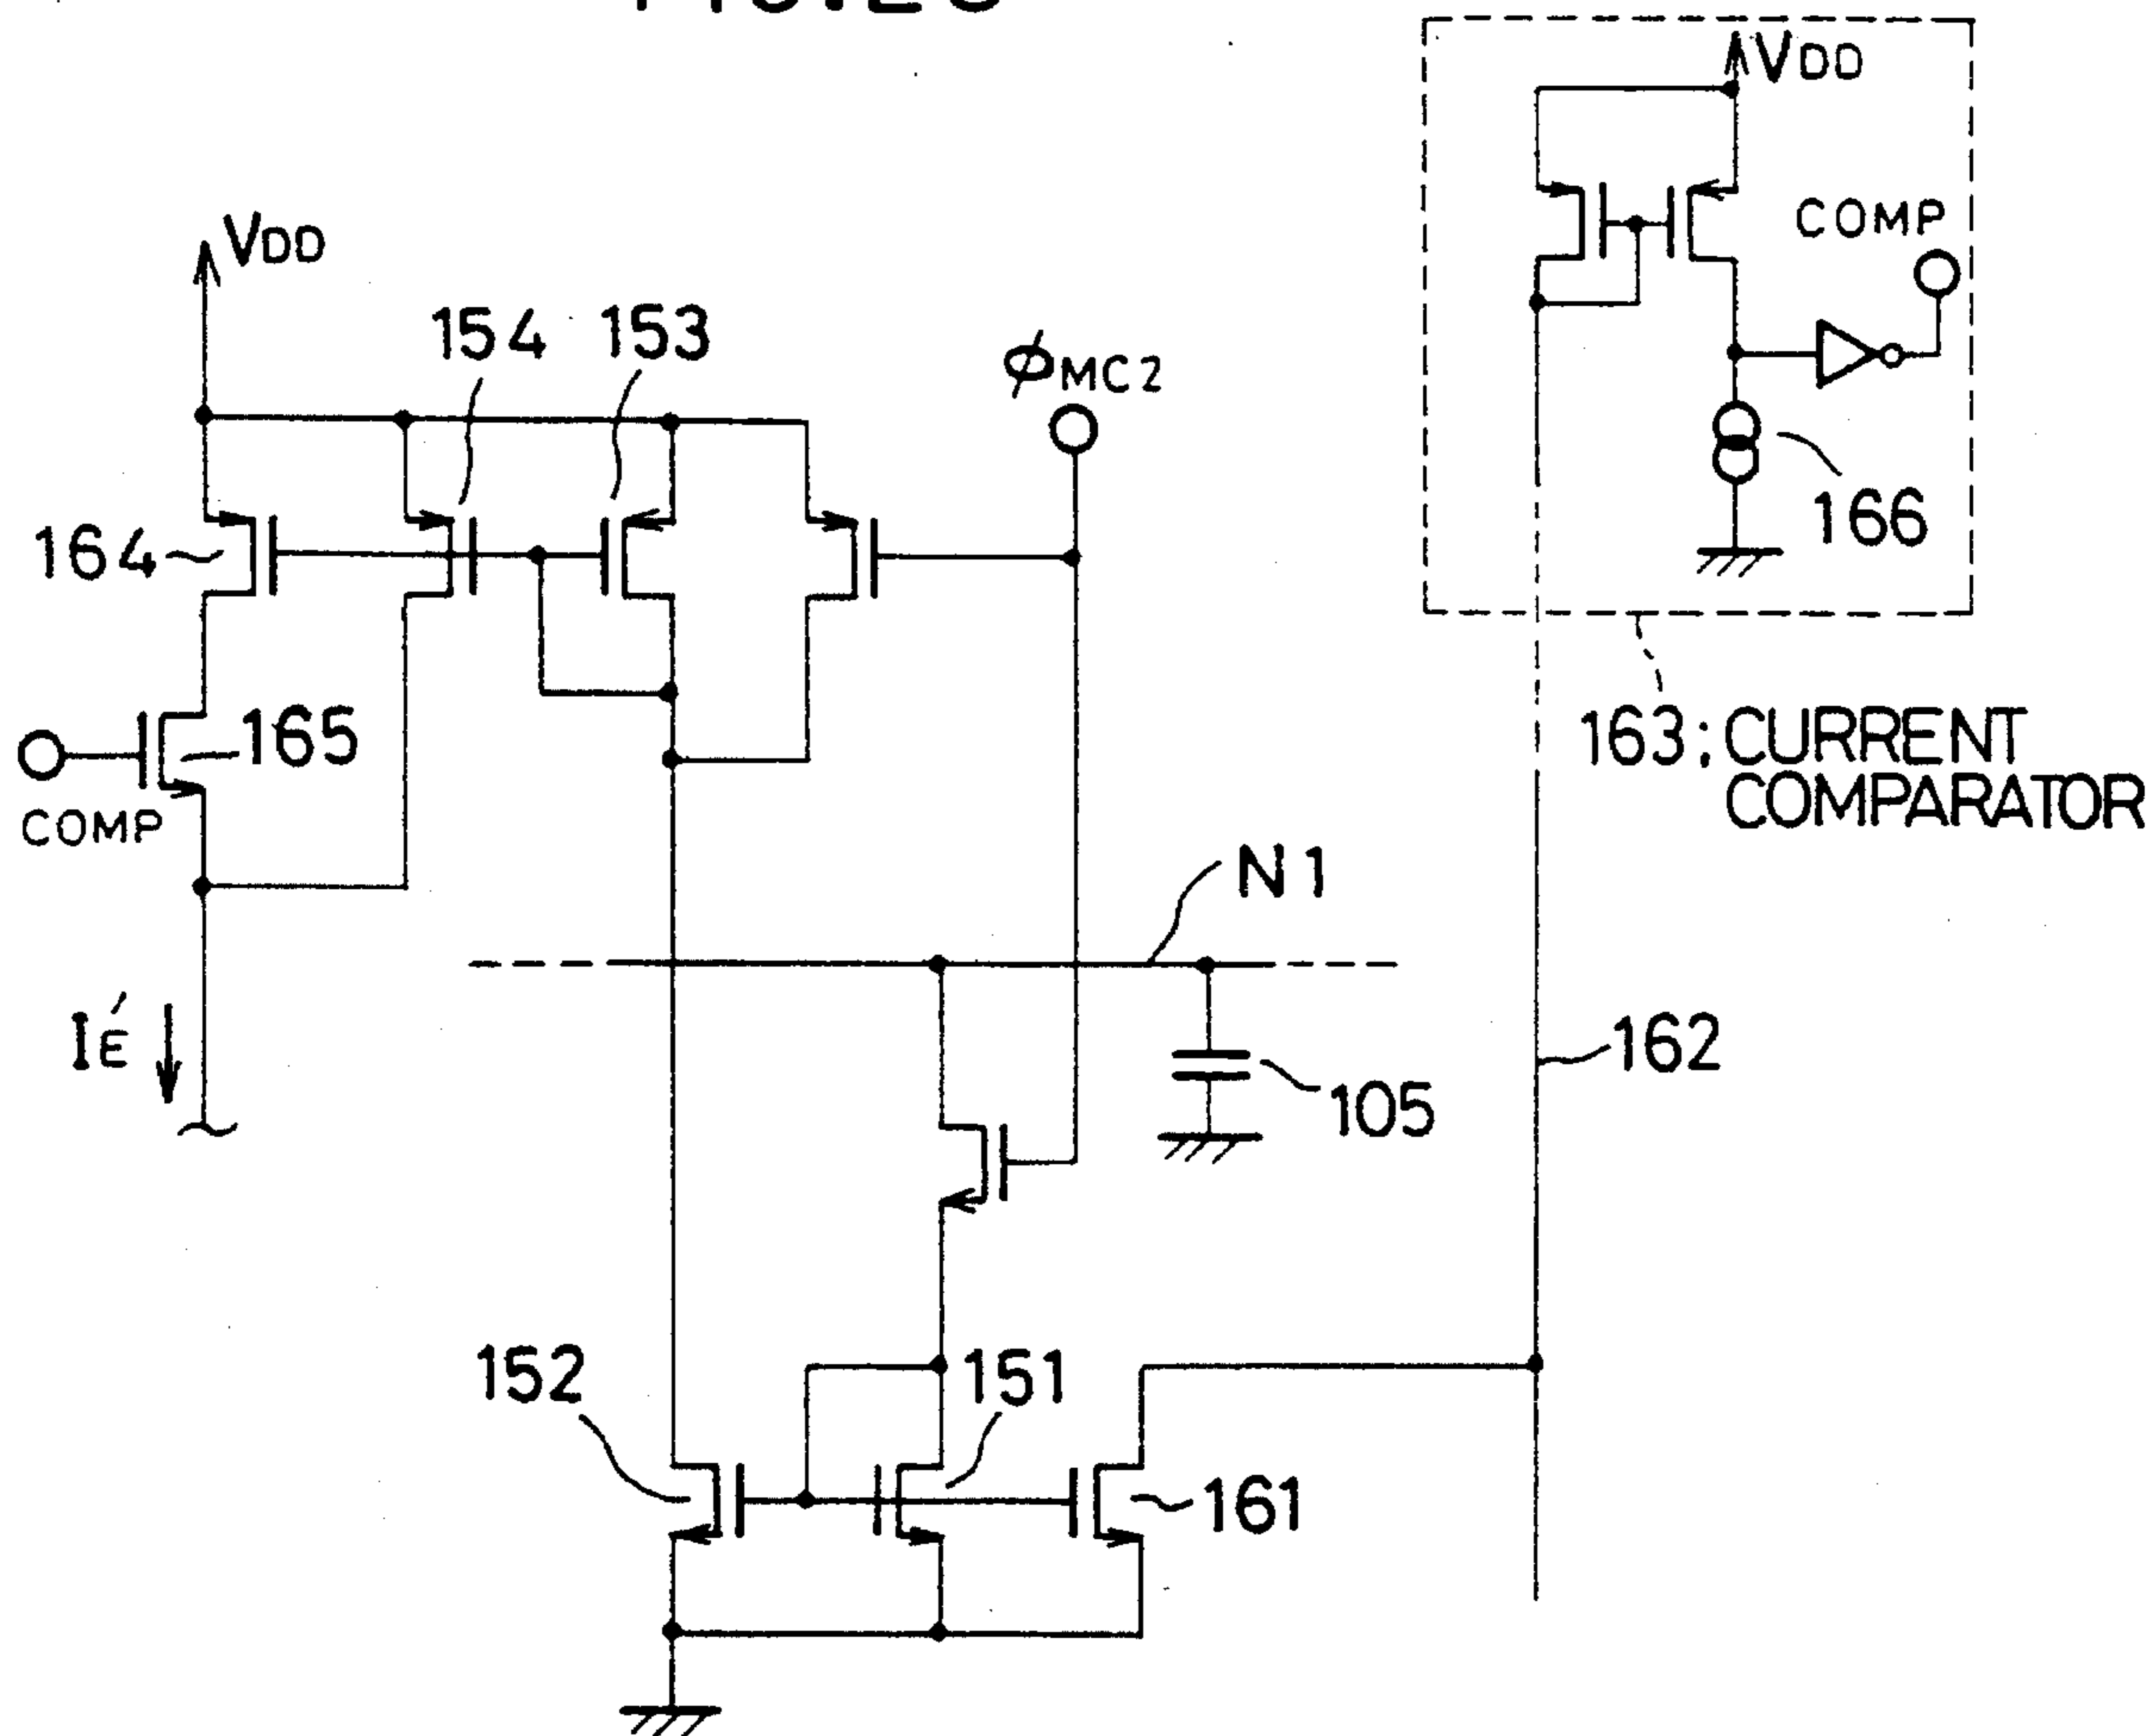 VDD
COMP
166
VDD
154
153
φMC2
164
165
COMP
163; CURRENT
COMPARATOR
N1
IE′
162
105
152
151
161